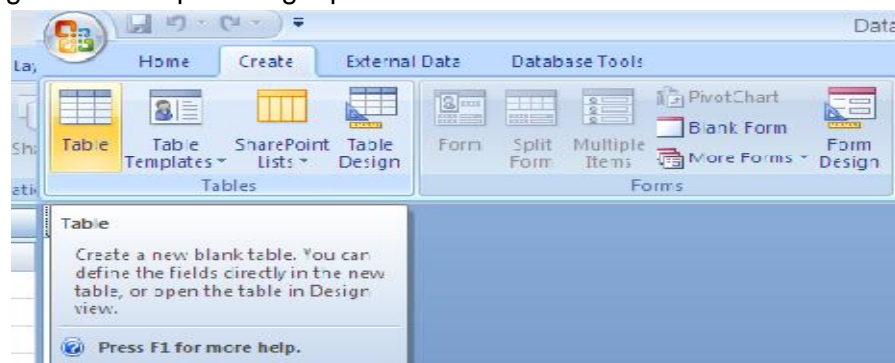 Data
Home Create External Data Database Tools
Table Table Templates SharePoint Lists Table Design Form Split Form Multiple Items PivotChart Blank Form More Forms Form Design
Tables Forms
Table
Create a new blank table. You can
define the fields directly in the new
table, or open the table in Design
view.
Press F1 for more help.